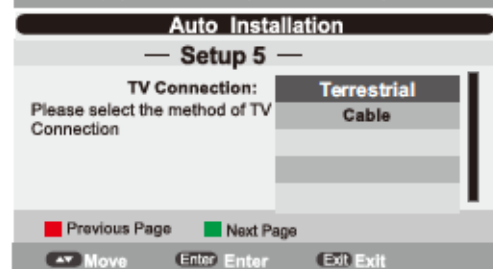 Auto Installation
— Setup 5 —
TV Connection:
Please select the method of TV
Connection
Terrestrial
Cable
Previous Page Next Page
Move Enter Enter Exit Exit